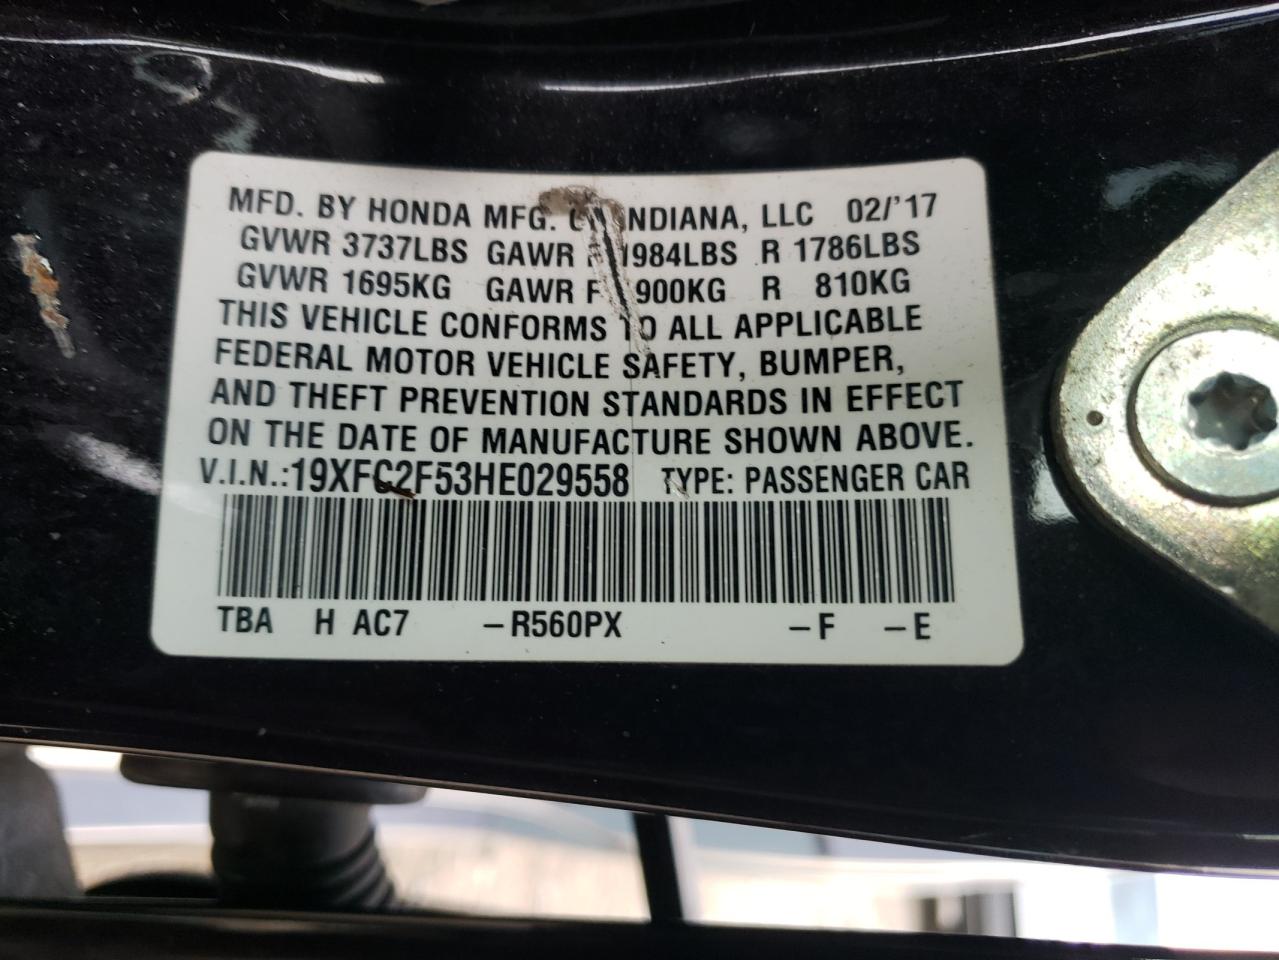 MFD. BY HONDA MFG. INDIANA, LLC 02/'17
GVWR 3737LBS GAWR 1984LBS R 1786LBS
GVWR 1695KG GAWR F 900KG R 810KG
THIS VEHICLE CONFORMS TO ALL APPLICABLE
FEDERAL MOTOR VEHICLE SAFETY, BUMPER,
AND THEFT PREVENTION STANDARDS IN EFFECT
ON THE DATE OF MANUFACTURE SHOWN ABOVE.
V.I.N.:19XFC2F53HE029558 TYPE: PASSENGER CAR
TBA H AC7 –R560PX –F –E